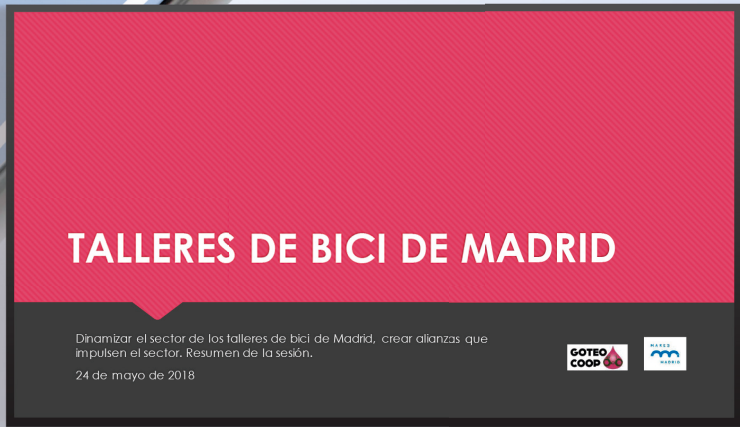 TALLERES DE BICI DE MADRID
Dinamizar el sector de los talleres de bici de Madrid, crear alianzas que
impulsen el sector. Resumen de la sesión.
24 de mayo de 2018
GOTEO
COOP
MARES
MADRID